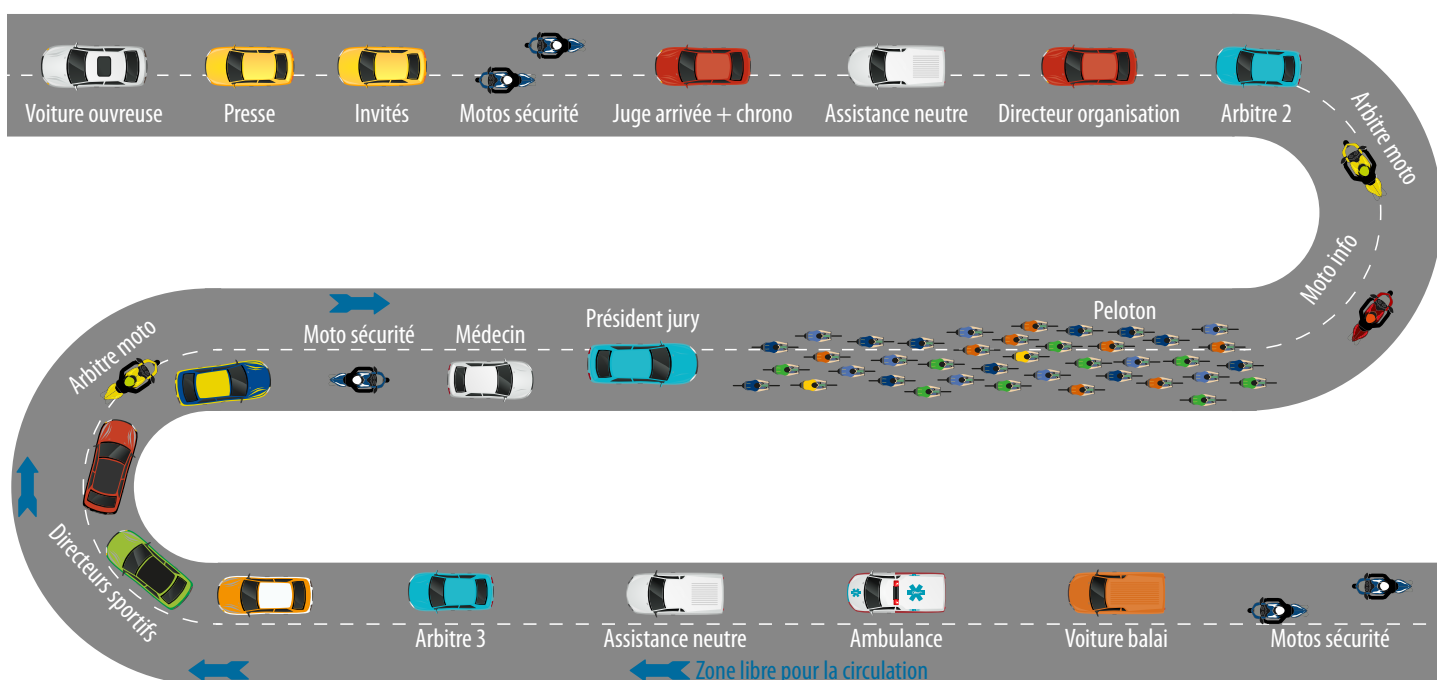 Voiture ouvreuse
Presse
Invités
Motos sécurité
Juge arrivée + chrono
Assistance neutre
Directeur organisation
Arbitre 2
Arbitre moto
Moto info
Peloton
Président jury
Médecin
Moto sécurité
Arbitre moto
Directeurs sportifs
Arbitre 3
Assistance neutre
Ambulance
Voiture balai
Motos sécurité
Zone libre pour la circulation